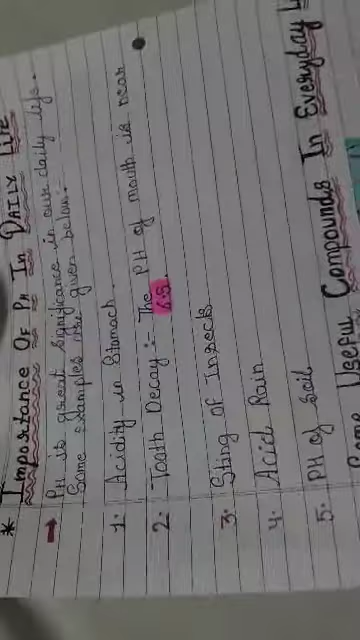 * Importance Of PH In DAILY LIFE
→ PH is great significance in our daily life.
Some examples are given below:
1. Acidity in Stomach
2. Tooth Decay :- The PH of mouth is near
5.5
3. Sting of Insects
4. Acid Rain
5. PH of Soil
Some Useful Compounds In Everyday